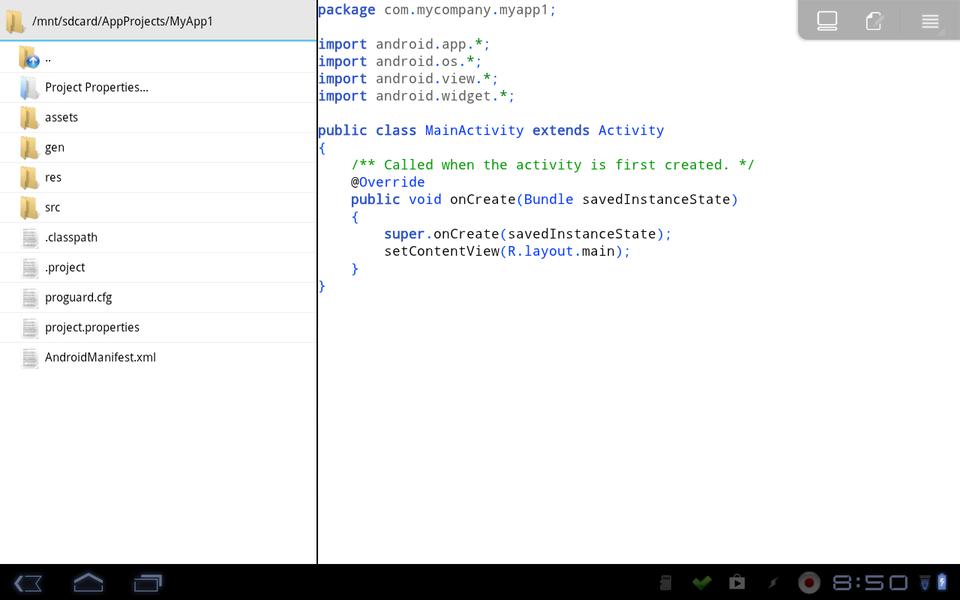 /mnt/sdcard/AppProjects/MyApp1
..
Project Properties...
assets
gen
res
src
.classpath
.project
proguard.cfg
project.properties
AndroidManifest.xml
package com.mycompany.myapp1;
import android.app.*;
import android.os.*;
import android.view.*;
import android.widget.*;
public class MainActivity extends Activity
{
    /** Called when the activity is first created. */
    @Override
    public void onCreate(Bundle savedInstanceState)
    {
        super.onCreate(savedInstanceState);
        setContentView(R.layout.main);
    }
}
8:50